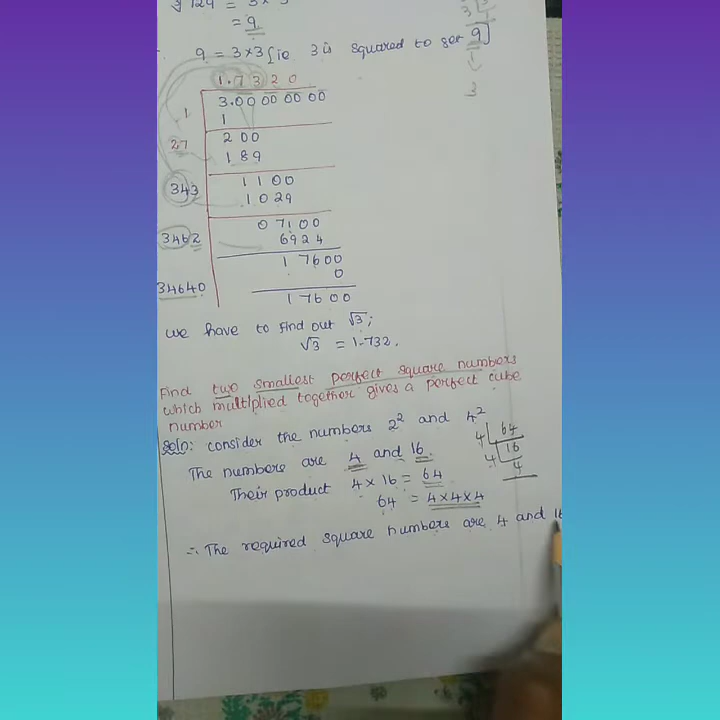 ∛729 = 3×3
= 9
9 = 3×3 {ie 3 is squared to get 9]
1.7320
1 3.00 00 00 00
1
27 200
189
343 1100
1029
3462 07100
6924
17600
34640 0
17600
we have to find out √3;
√3 = 1.732.
Find two smallest perfect square numbers
which multiplied together gives a perfect cube
number
Soln: consider the numbers 2² and 4²
The numbers are 4 and 16.
Their product 4 × 16 = 64
64 = 4×4×4
4 64
4 16
4
∴ The required square numbers are 4 and 16